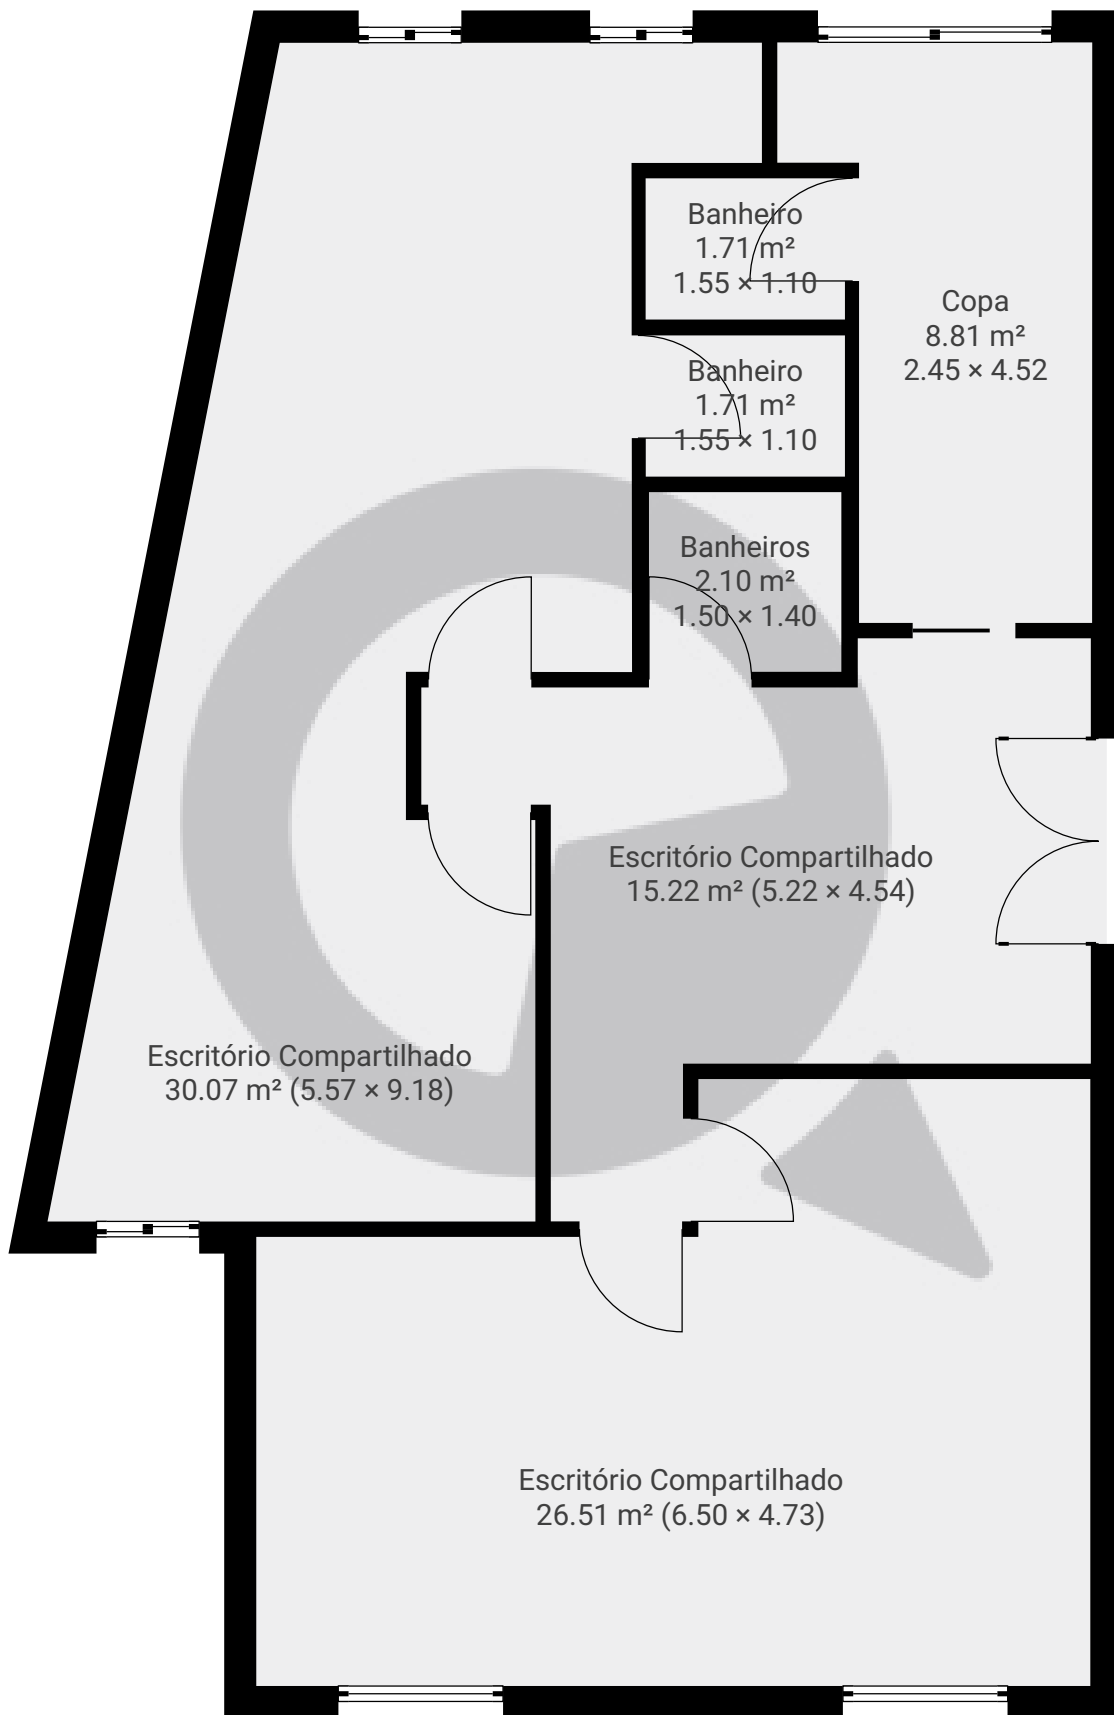 Banheiro
1.71 m²
1.55 × 1.10
Copa
8.81 m²
2.45 × 4.52
Banheiro
1.71 m²
1.55 × 1.10
Banheiros
2.10 m²
1.50 × 1.40
Escritório Compartilhado
15.22 m² (5.22 × 4.54)
Escritório Compartilhado
30.07 m² (5.57 × 9.18)
Escritório Compartilhado
26.51 m² (6.50 × 4.73)